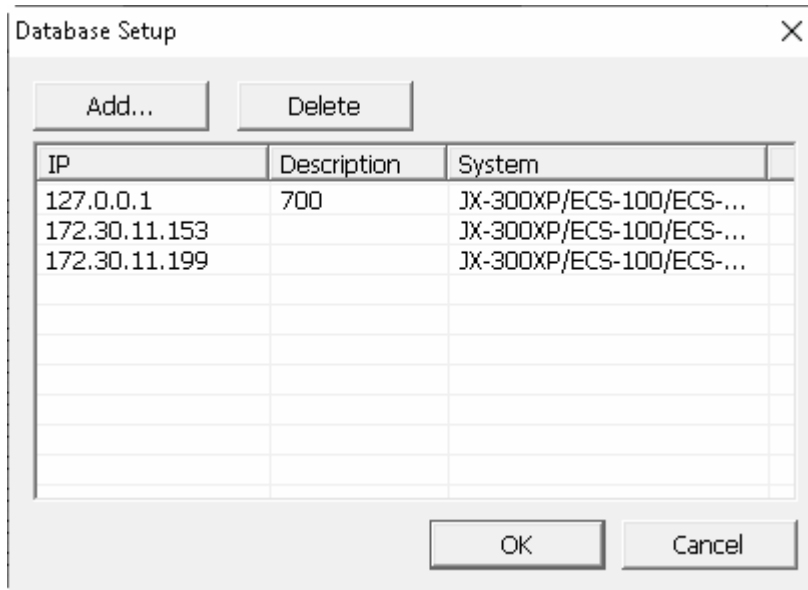 Database Setup
Add... Delete
IP Description System
127.0.0.1 700 JX-300XP/ECS-100/ECS-...
172.30.11.153 JX-300XP/ECS-100/ECS-...
172.30.11.199 JX-300XP/ECS-100/ECS-...
OK Cancel